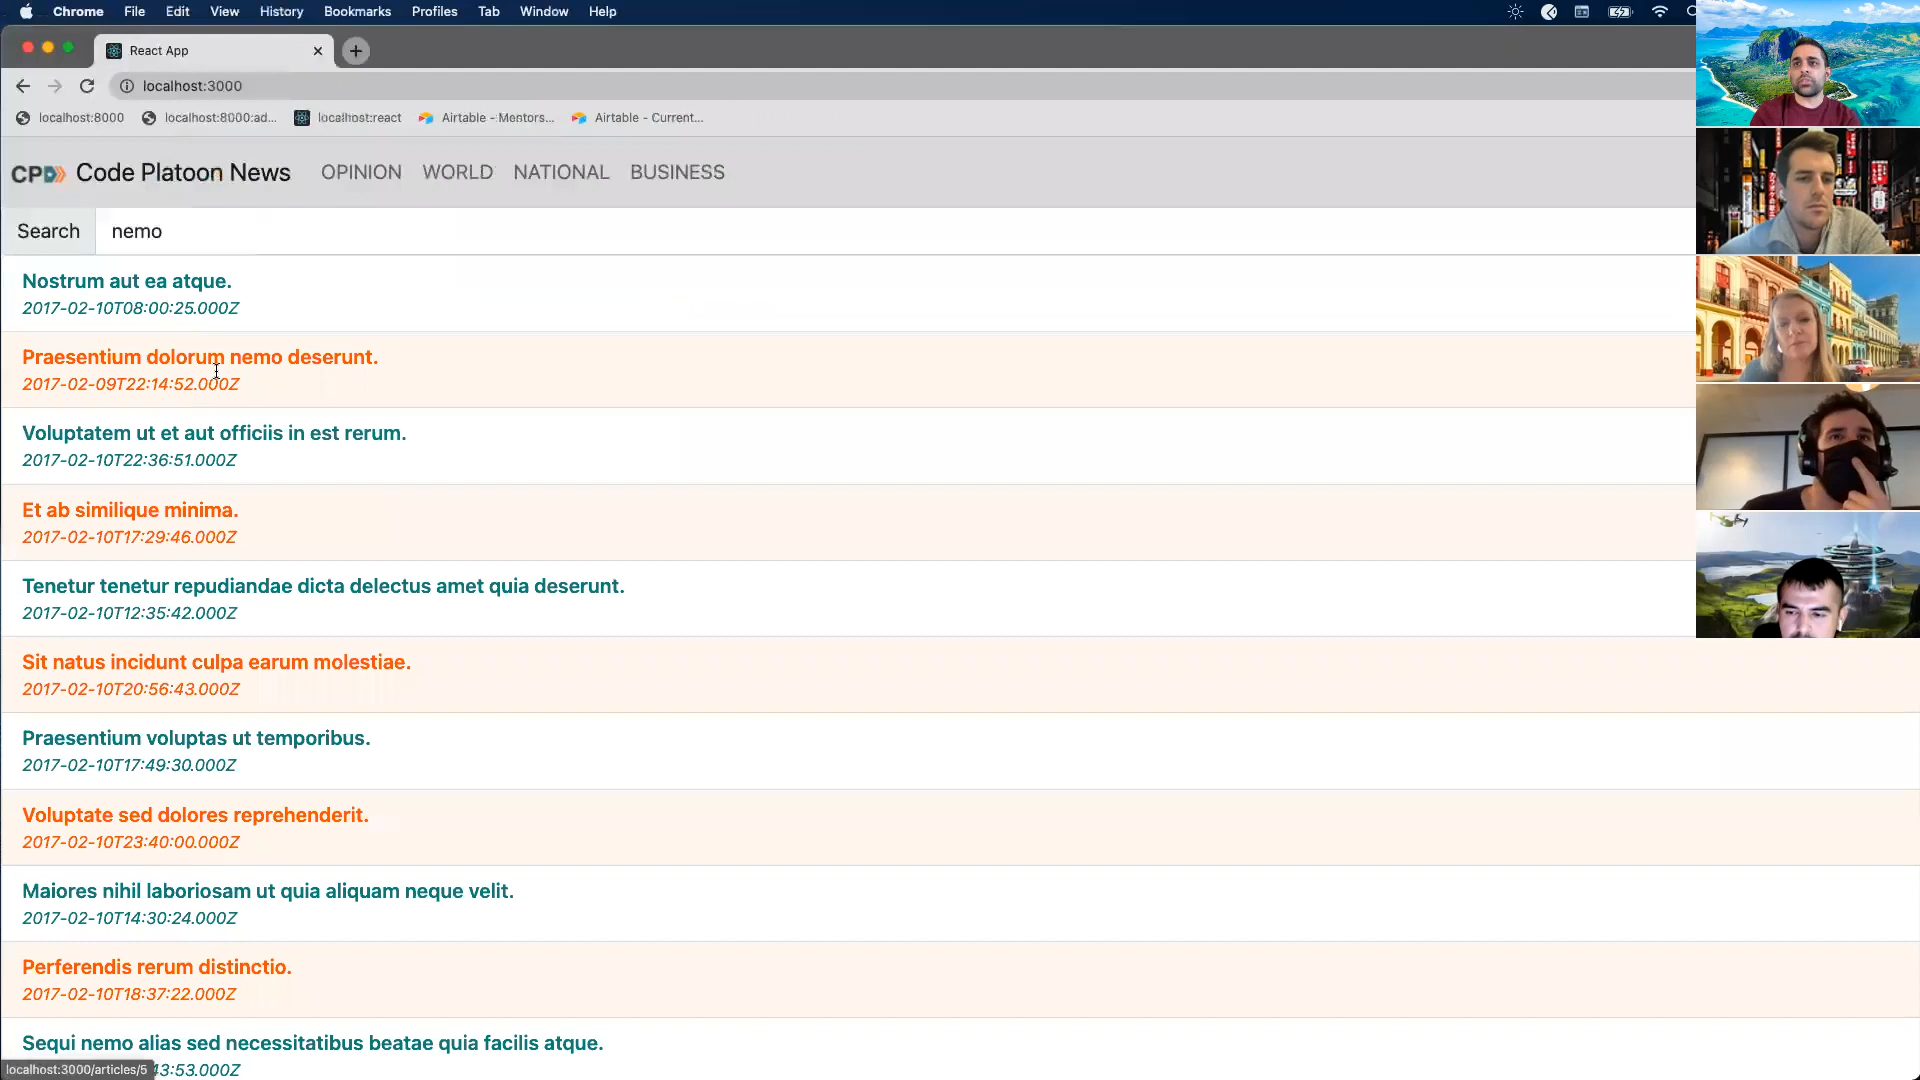 Chrome File Edit View History Bookmarks Profiles Tab Window Help
React App
localhost:3000
localhost:8000 localhost:8000:ad... localhost:react Airtable - Mentors... Airtable - Current...
CPD Code Platoon News OPINION WORLD NATIONAL BUSINESS
Search nemo
Nostrum aut ea atque.
2017-02-10T08:00:25.000Z
Praesentium dolorum nemo deserunt.
2017-02-09T22:14:52.000Z
Voluptatem ut et aut officiis in est rerum.
2017-02-10T22:36:51.000Z
Et ab similique minima.
2017-02-10T17:29:46.000Z
Tenetur tenetur repudiandae dicta delectus amet quia deserunt.
2017-02-10T12:35:42.000Z
Sit natus incidunt culpa earum molestiae.
2017-02-10T20:56:43.000Z
Praesentium voluptas ut temporibus.
2017-02-10T17:49:30.000Z
Voluptate sed dolores reprehenderit.
2017-02-10T23:40:00.000Z
Maiores nihil laboriosam ut quia aliquam neque velit.
2017-02-10T14:30:24.000Z
Perferendis rerum distinctio.
2017-02-10T18:37:22.000Z
Sequi nemo alias sed necessitatibus beatae quia facilis atque.
localhost:3000/articles/5 43:53.000Z